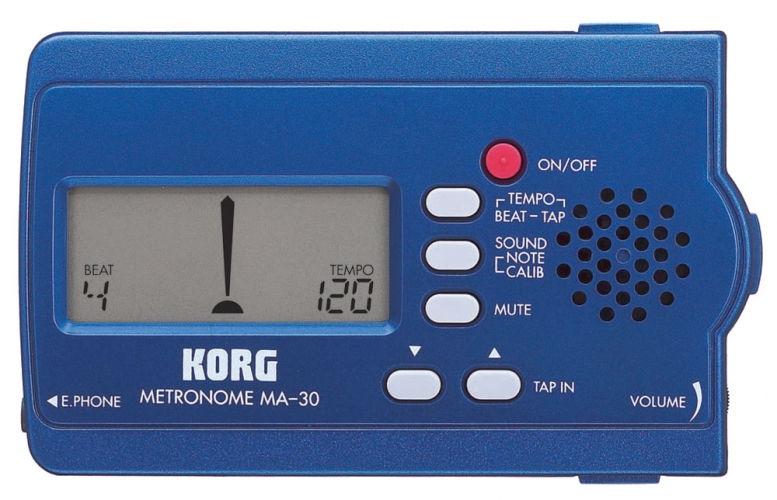 ON/OFF
TEMPO
BEAT – TAP
SOUND
NOTE
CALIB
MUTE
BEAT
4
TEMPO
120
KORG
METRONOME MA-30
◀ E.PHONE
▼
▲
TAP IN
VOLUME